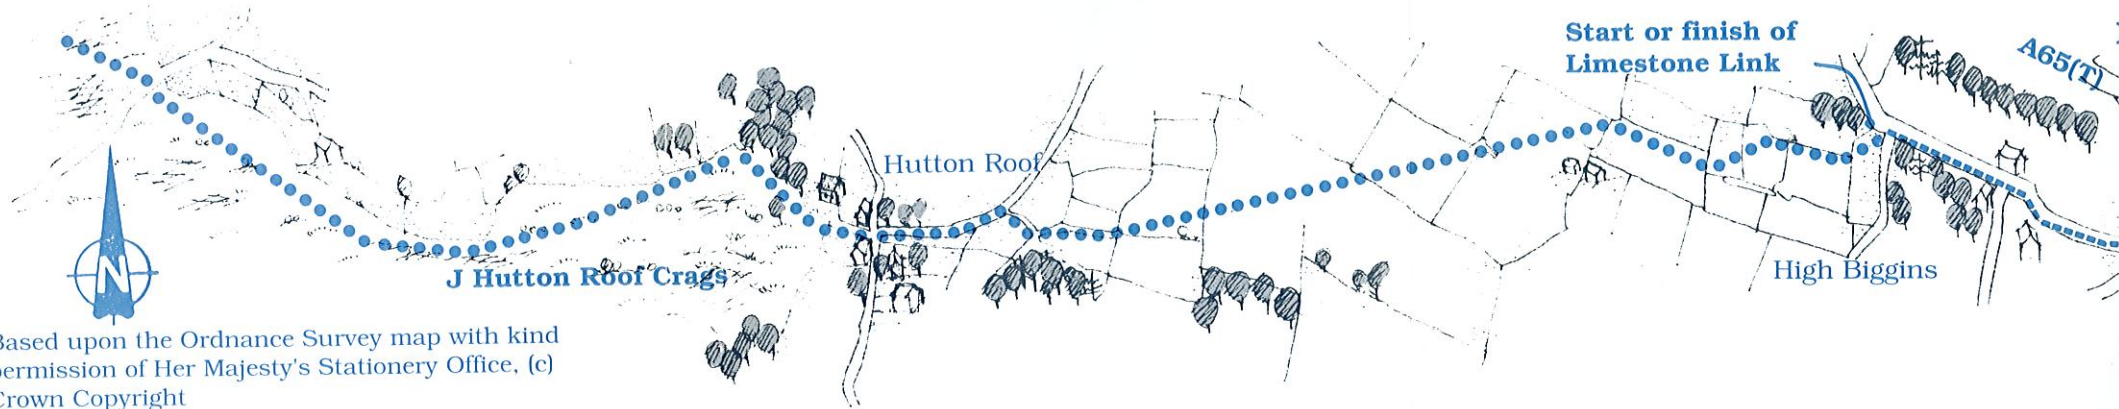 Start or finish of
Limestone Link
A65(T)
Hutton Roof
J Hutton Roof Crags
High Biggins
N
Based upon the Ordnance Survey map with kind
permission of Her Majesty's Stationery Office, (c)
Crown Copyright